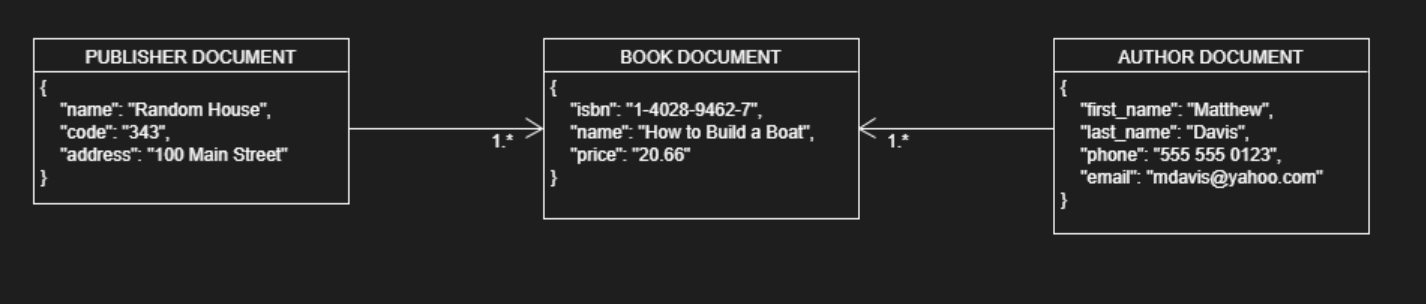 PUBLISHER DOCUMENT
{
"name": "Random House",
"code": "343",
"address": "100 Main Street"
}
1.*
BOOK DOCUMENT
{
"isbn": "1-4028-9462-7",
"name": "How to Build a Boat",
"price": "20.66"
}
1.*
AUTHOR DOCUMENT
{
"first_name": "Matthew",
"last_name": "Davis",
"phone": "555 555 0123",
"email": "mdavis@yahoo.com"
}